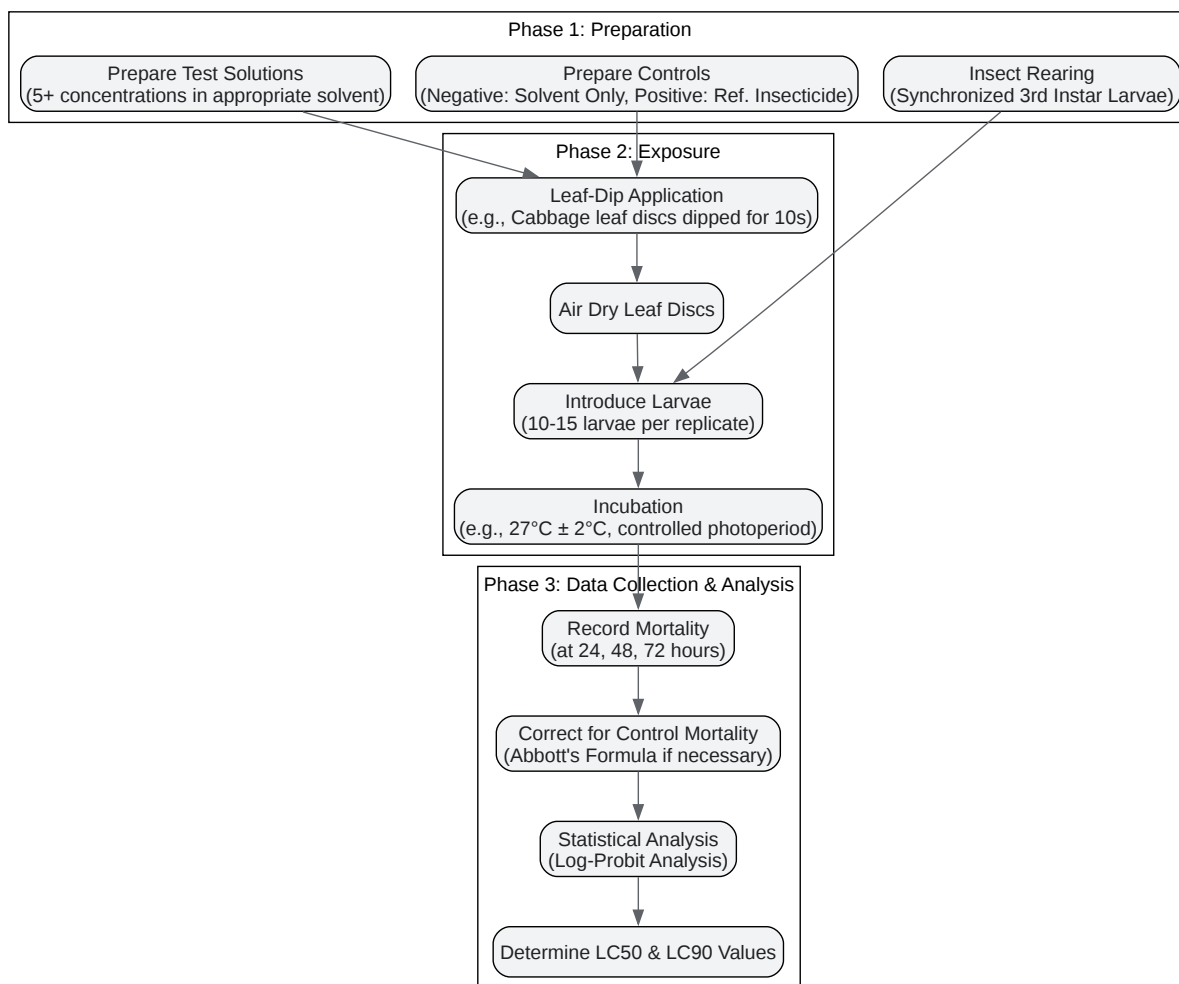 Phase 1: Preparation
Prepare Test Solutions
(5+ concentrations in appropriate solvent)
Prepare Controls
(Negative: Solvent Only, Positive: Ref. Insecticide)
Insect Rearing
(Synchronized 3rd Instar Larvae)
Phase 2: Exposure
Leaf-Dip Application
(e.g., Cabbage leaf discs dipped for 10s)
Air Dry Leaf Discs
Introduce Larvae
(10-15 larvae per replicate)
Incubation
(e.g., 27°C ± 2°C, controlled photoperiod)
Phase 3: Data Collection & Analysis
Record Mortality
(at 24, 48, 72 hours)
Correct for Control Mortality
(Abbott's Formula if necessary)
Statistical Analysis
(Log-Probit Analysis)
Determine LC50 & LC90 Values